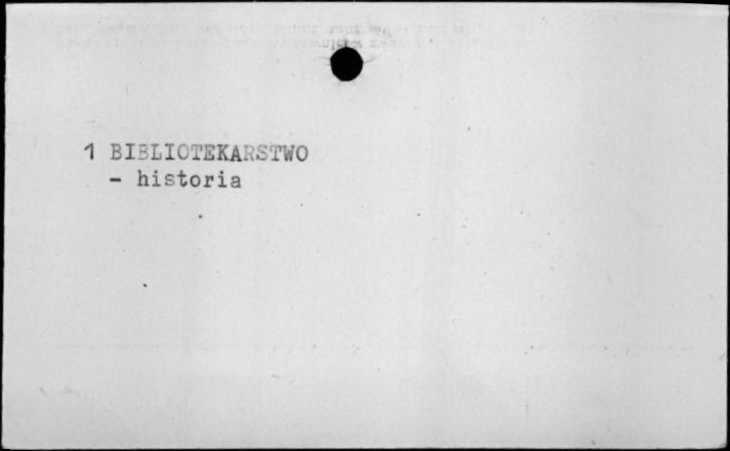 1 BIBLIOTEKARSTWO
- historia